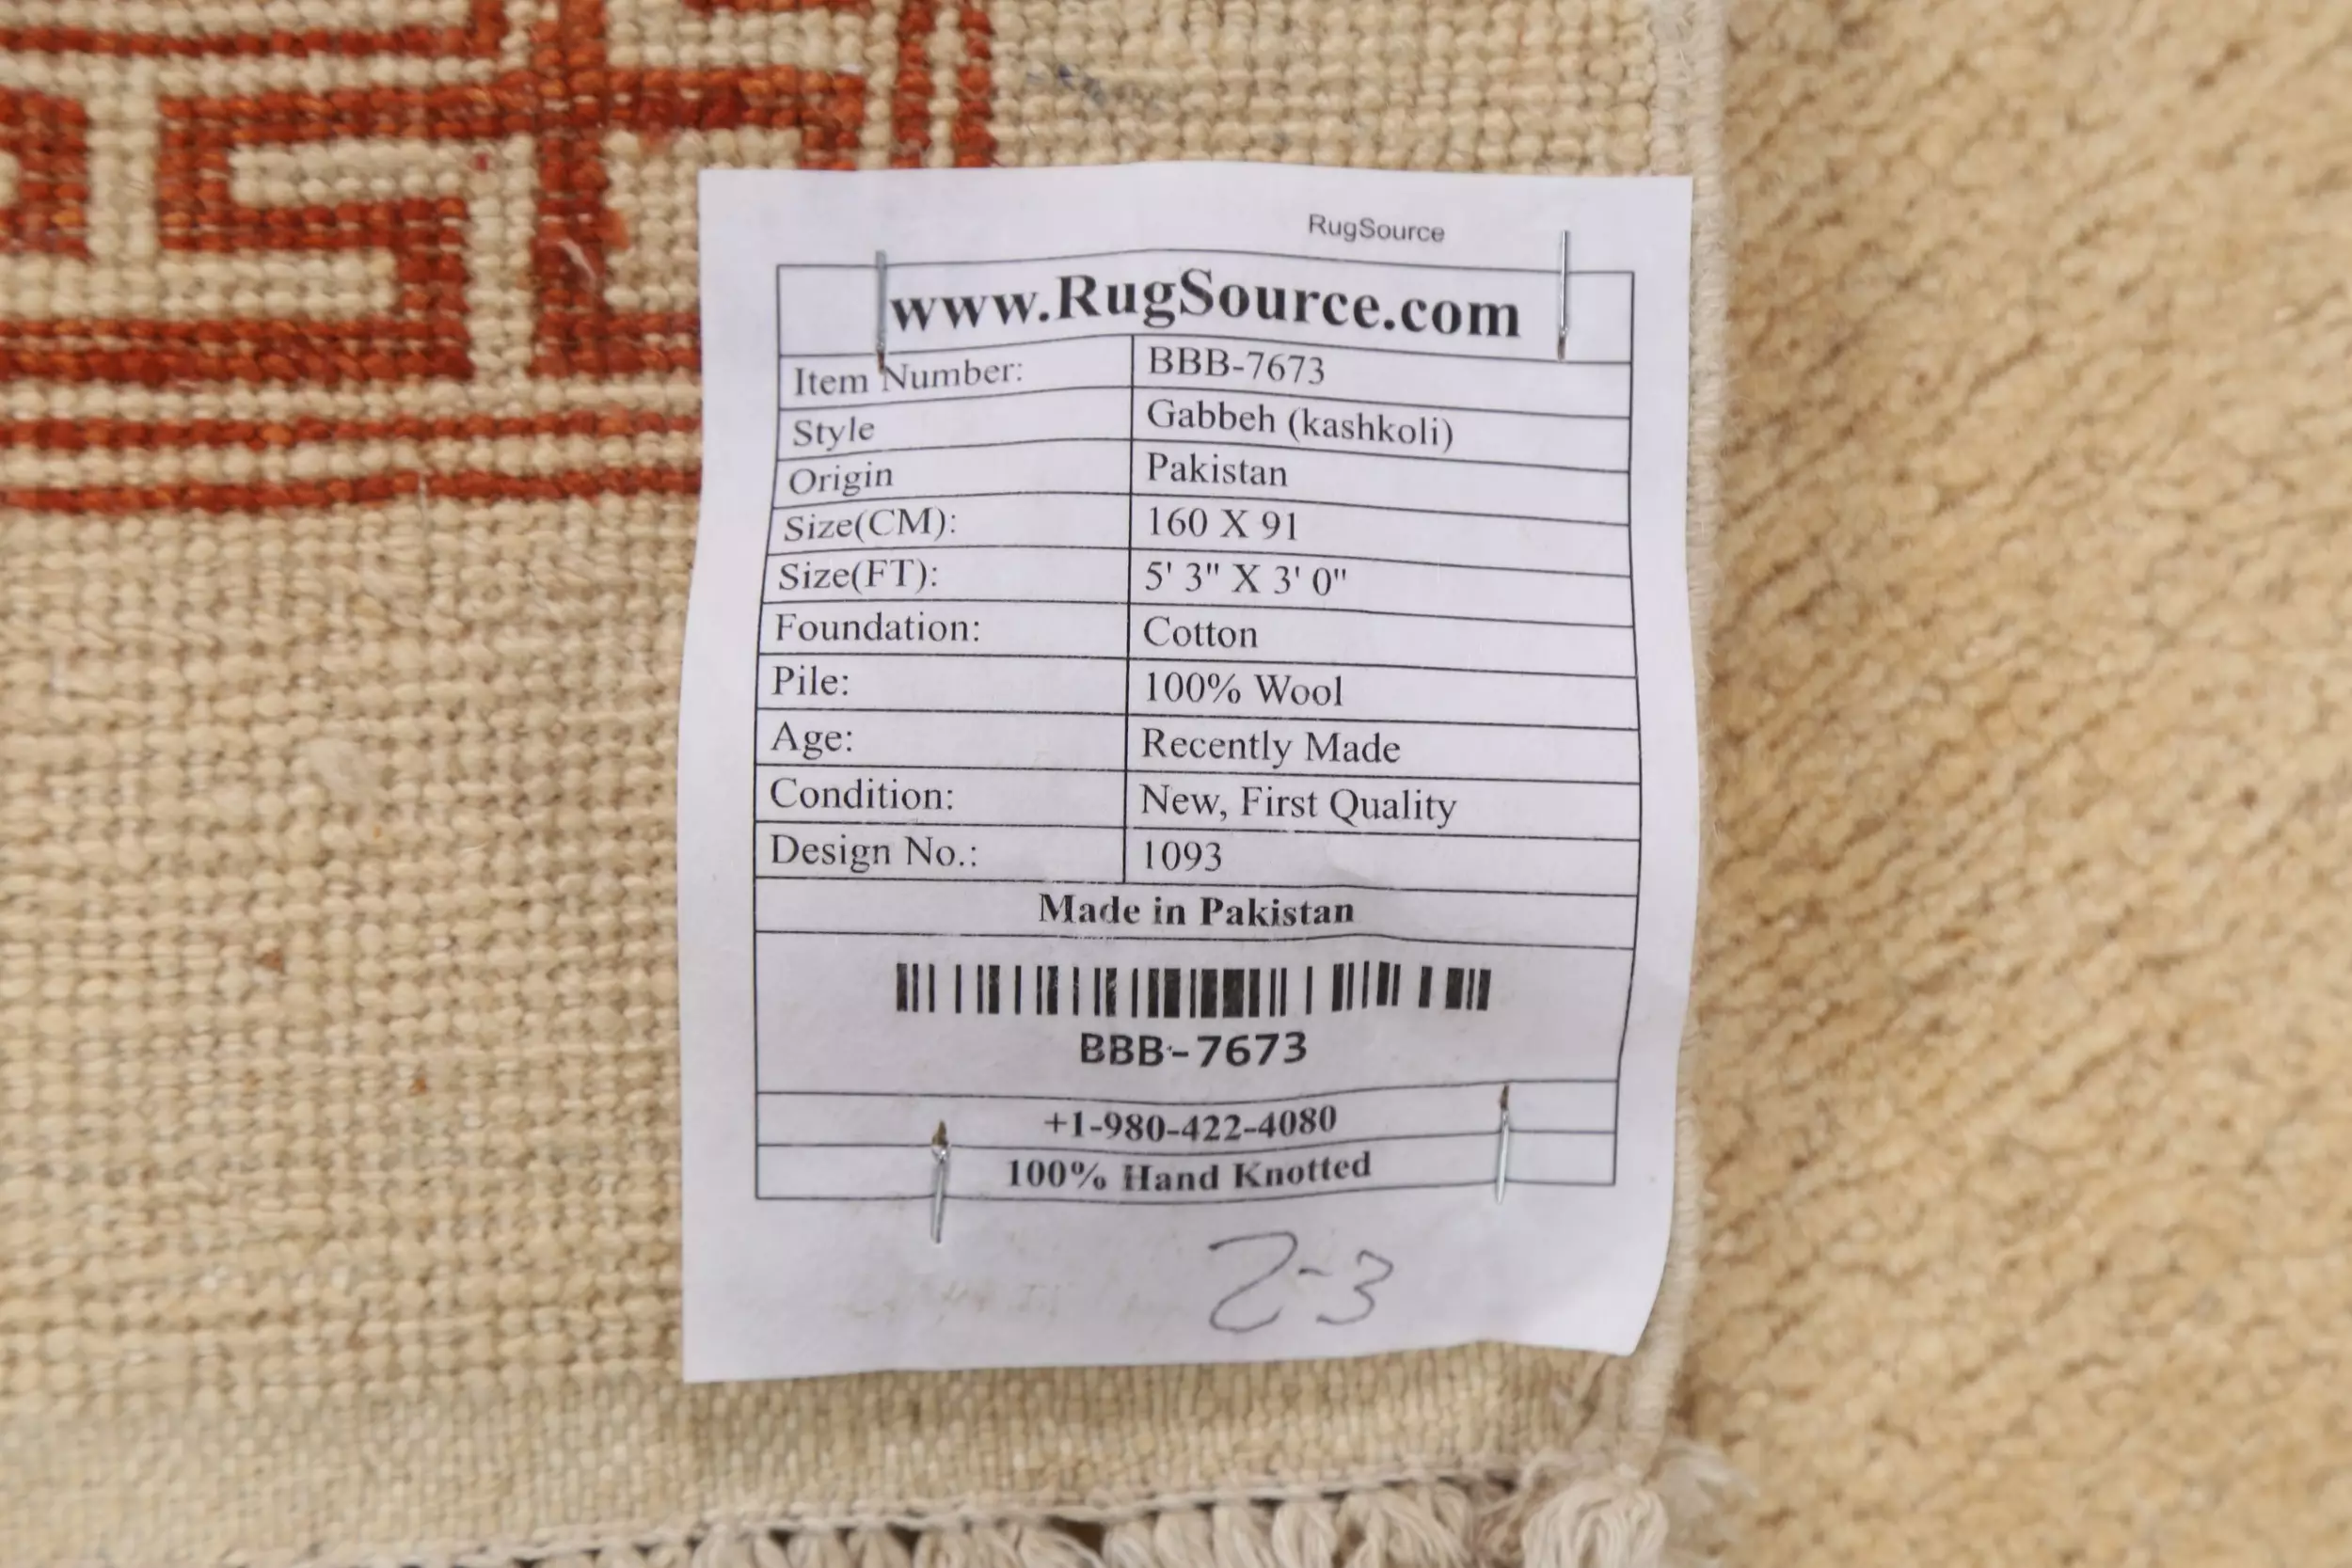 RugSource
www.RugSource.com
Item Number: BBB-7673
Style Gabbeh (kashkoli)
Origin Pakistan
Size(CM): 160 X 91
Size(FT): 5' 3" X 3' 0"
Foundation: Cotton
Pile: 100% Wool
Age: Recently Made
Condition: New, First Quality
Design No.: 1093
Made in Pakistan
BBB-7673
+1-980-422-4080
100% Hand Knotted